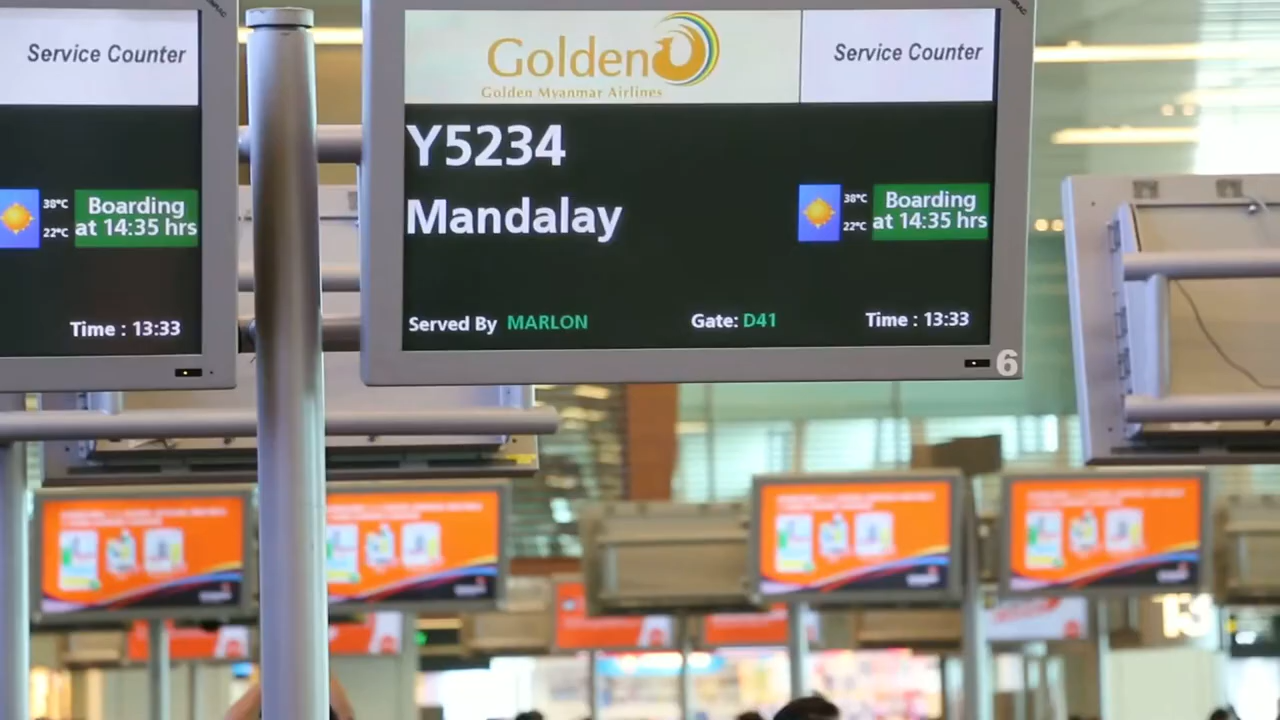 Service Counter
38°C
22°C
Boarding
at 14:35 hrs
Time : 13:33
Golden
Golden Myanmar Airlines
Service Counter
Y5234
Mandalay
38°C
22°C
Boarding
at 14:35 hrs
Served By MARLON
Gate: D41
Time : 13:33
6